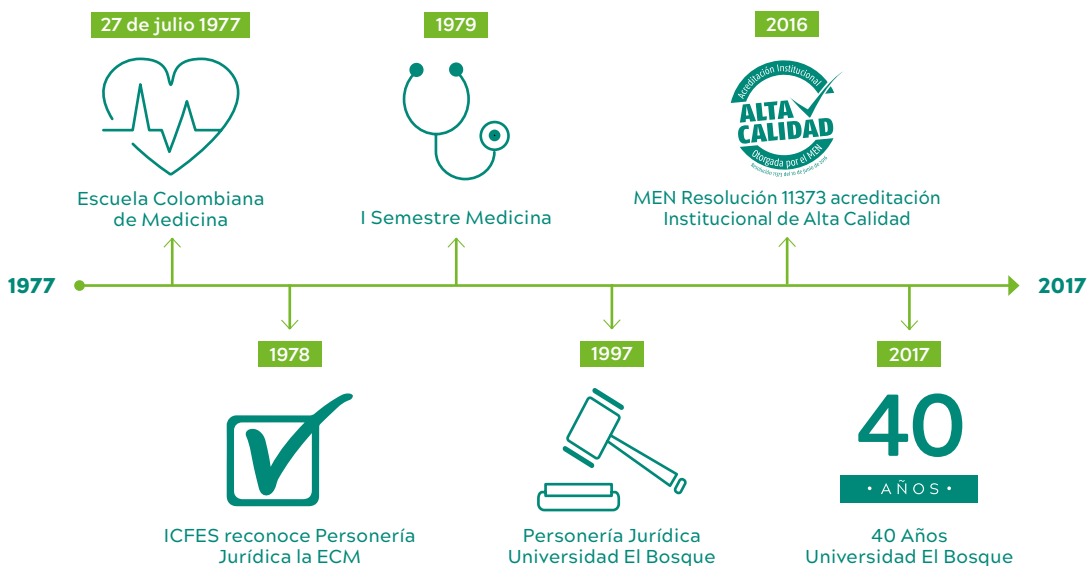 27 de julio 1977
Escuela Colombiana
de Medicina
1979
I Semestre Medicina
2016
Acreditación Institucional
ALTA
CALIDAD
Otorgada por el MEN
MEN Resolución 11373 acreditación
Institucional de Alta Calidad
1977
2017
1978
ICFES reconoce Personería
Jurídica la ECM
1997
Personería Jurídica
Universidad El Bosque
2017
40
• AÑOS •
40 Años
Universidad El Bosque